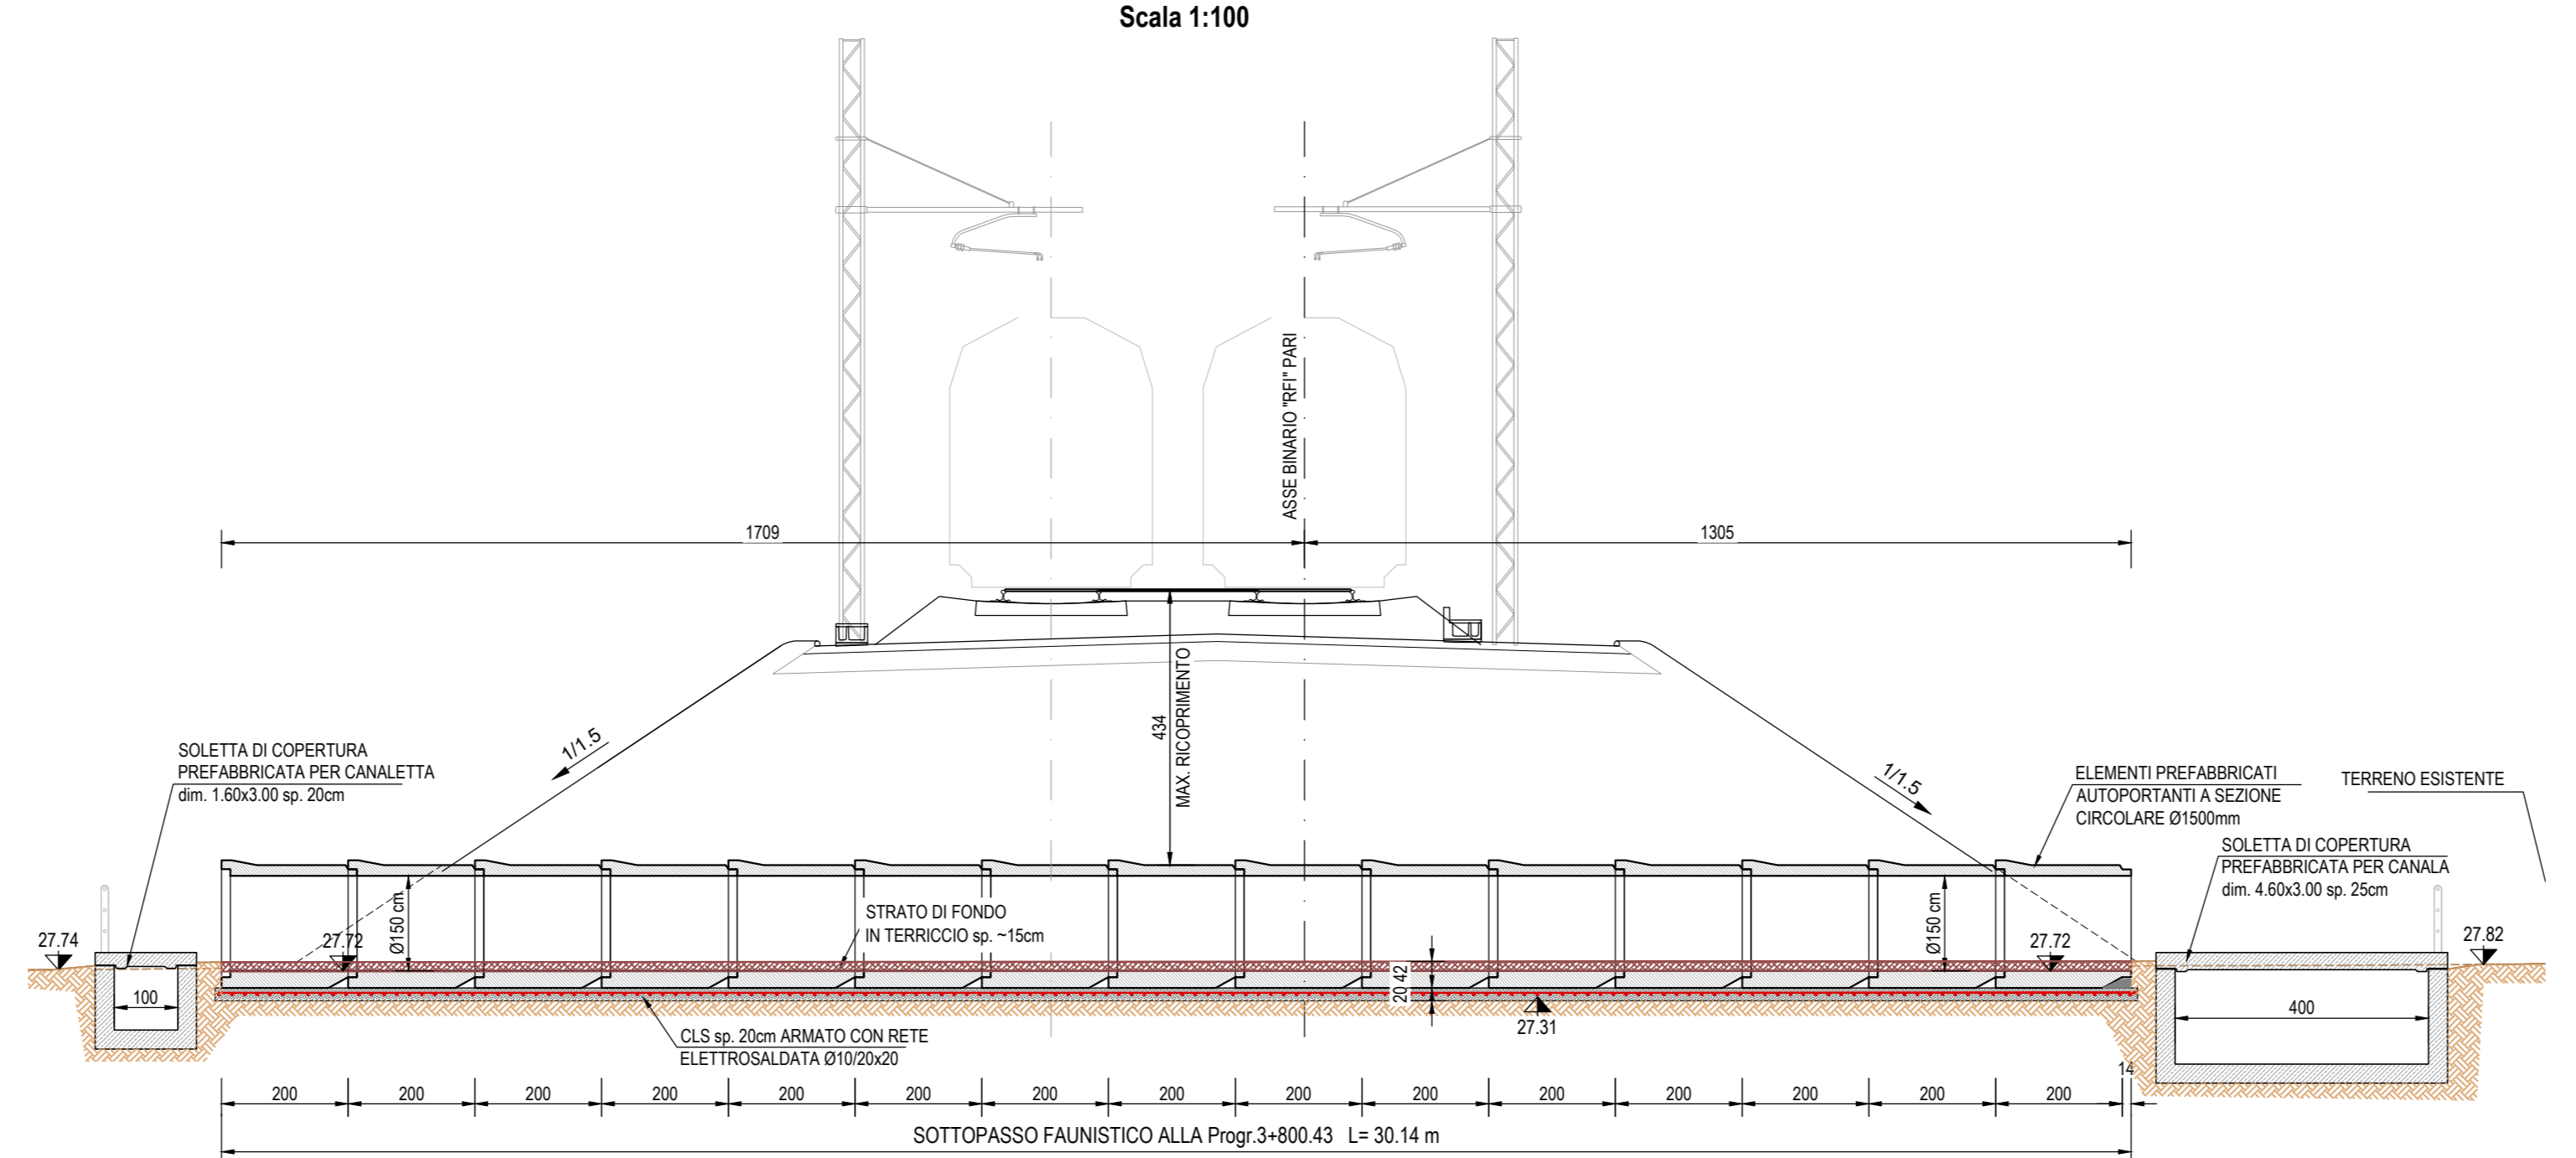 Scala 1:100
ASSE BINARIO "RFI" PARI
1709
1305
434
MAX. RICOPRIMENTO
1/1.5
1/1.5
SOLETTA DI COPERTURA
PREFABBRICATA PER CANALETTA
dim. 1.60x3.00 sp. 20cm
ELEMENTI PREFABBRICATI
AUTOPORTANTI A SEZIONE
CIRCOLARE Ø1500mm
TERRENO ESISTENTE
SOLETTA DI COPERTURA
PREFABBRICATA PER CANALA
dim. 4.60x3.00 sp. 25cm
STRATO DI FONDO
IN TERRICCIO sp. ~15cm
Ø150 cm
Ø150 cm
27.74
27.72
27.72
27.82
20 42
100
400
27.31
CLS sp. 20cm ARMATO CON RETE
ELETTROSALDATA Ø10/20x20
14
200 200 200 200 200 200 200 200 200 200 200 200 200 200 200
SOTTOPASSO FAUNISTICO ALLA Progr.3+800.43 L= 30.14 m